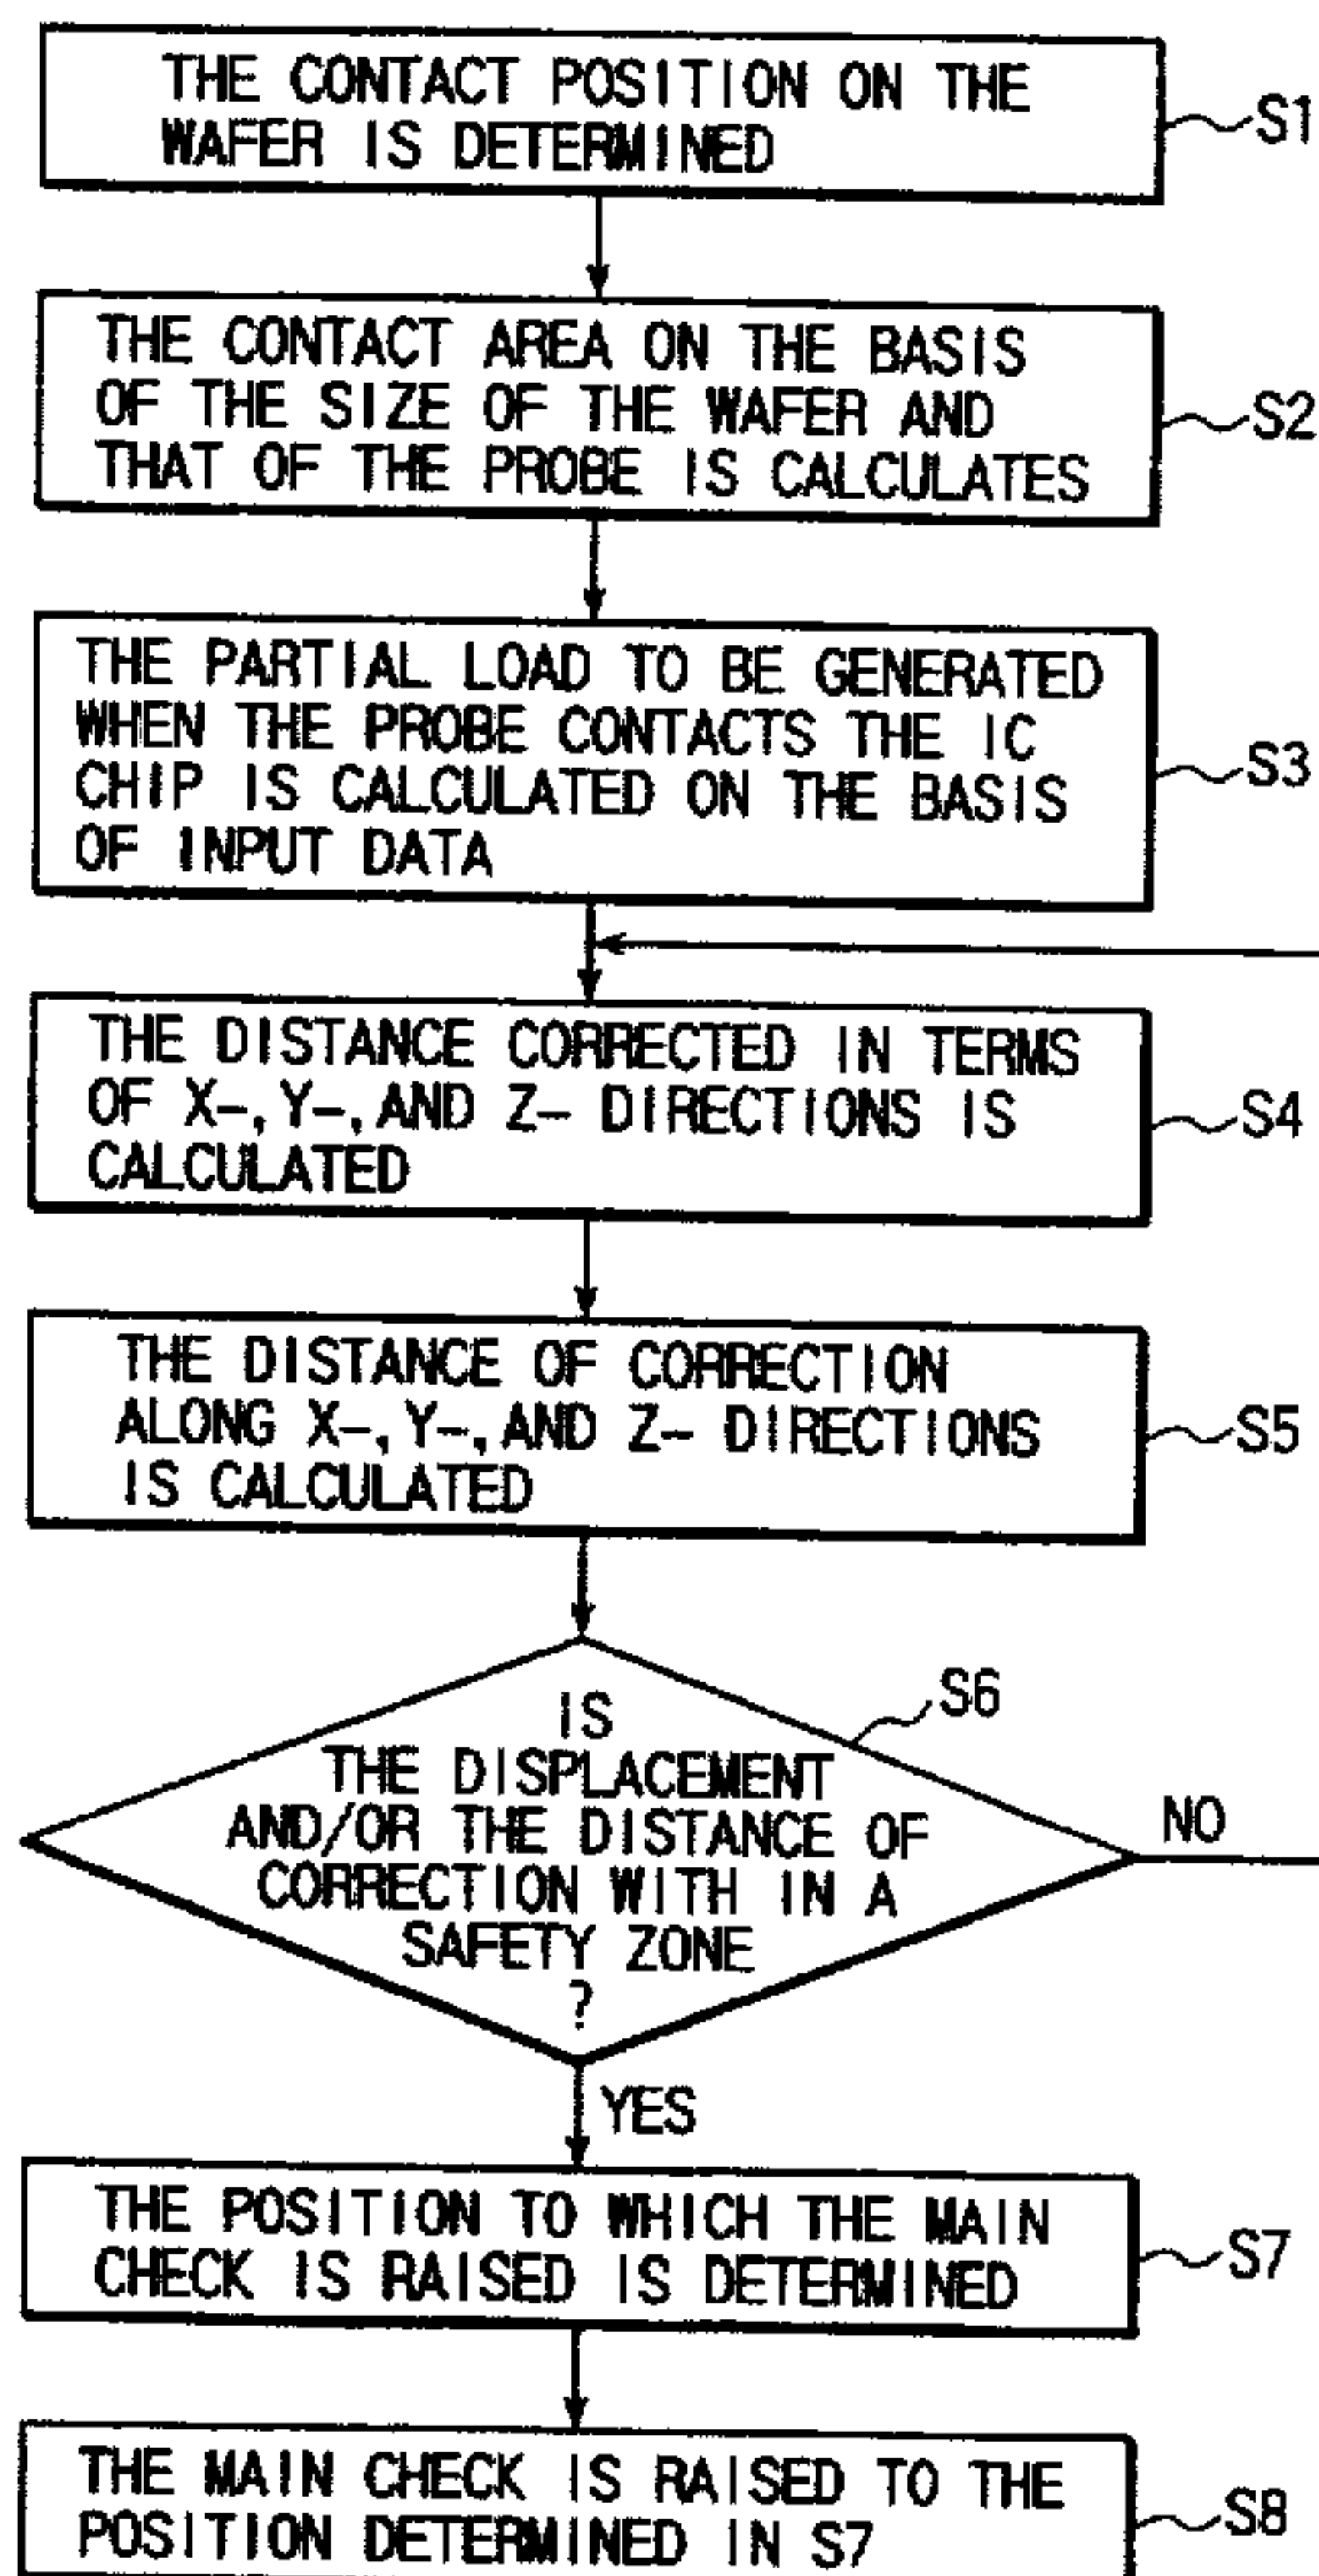 THE CONTACT POSITION ON THE
WAFER IS DETERMINED
S1
THE CONTACT AREA ON THE BASIS
OF THE SIZE OF THE WAFER AND
THAT OF THE PROBE IS CALCULATES
S2
THE PARTIAL LOAD TO BE GENERATED
WHEN THE PROBE CONTACTS THE IC
CHIP IS CALCULATED ON THE BASIS
OF INPUT DATA
S3
THE DISTANCE CORRECTED IN TERMS
OF X-, Y-, AND Z- DIRECTIONS IS
CALCULATED
S4
THE DISTANCE OF CORRECTION
ALONG X-, Y-, AND Z- DIRECTIONS
IS CALCULATED
S5
S6
IS
THE DISPLACEMENT
AND/OR THE DISTANCE OF
CORRECTION WITH IN A
SAFETY ZONE
?
NO
YES
THE POSITION TO WHICH THE MAIN
CHECK IS RAISED IS DETERMINED
S7
THE MAIN CHECK IS RAISED TO THE
POSITION DETERMINED IN S7
S8